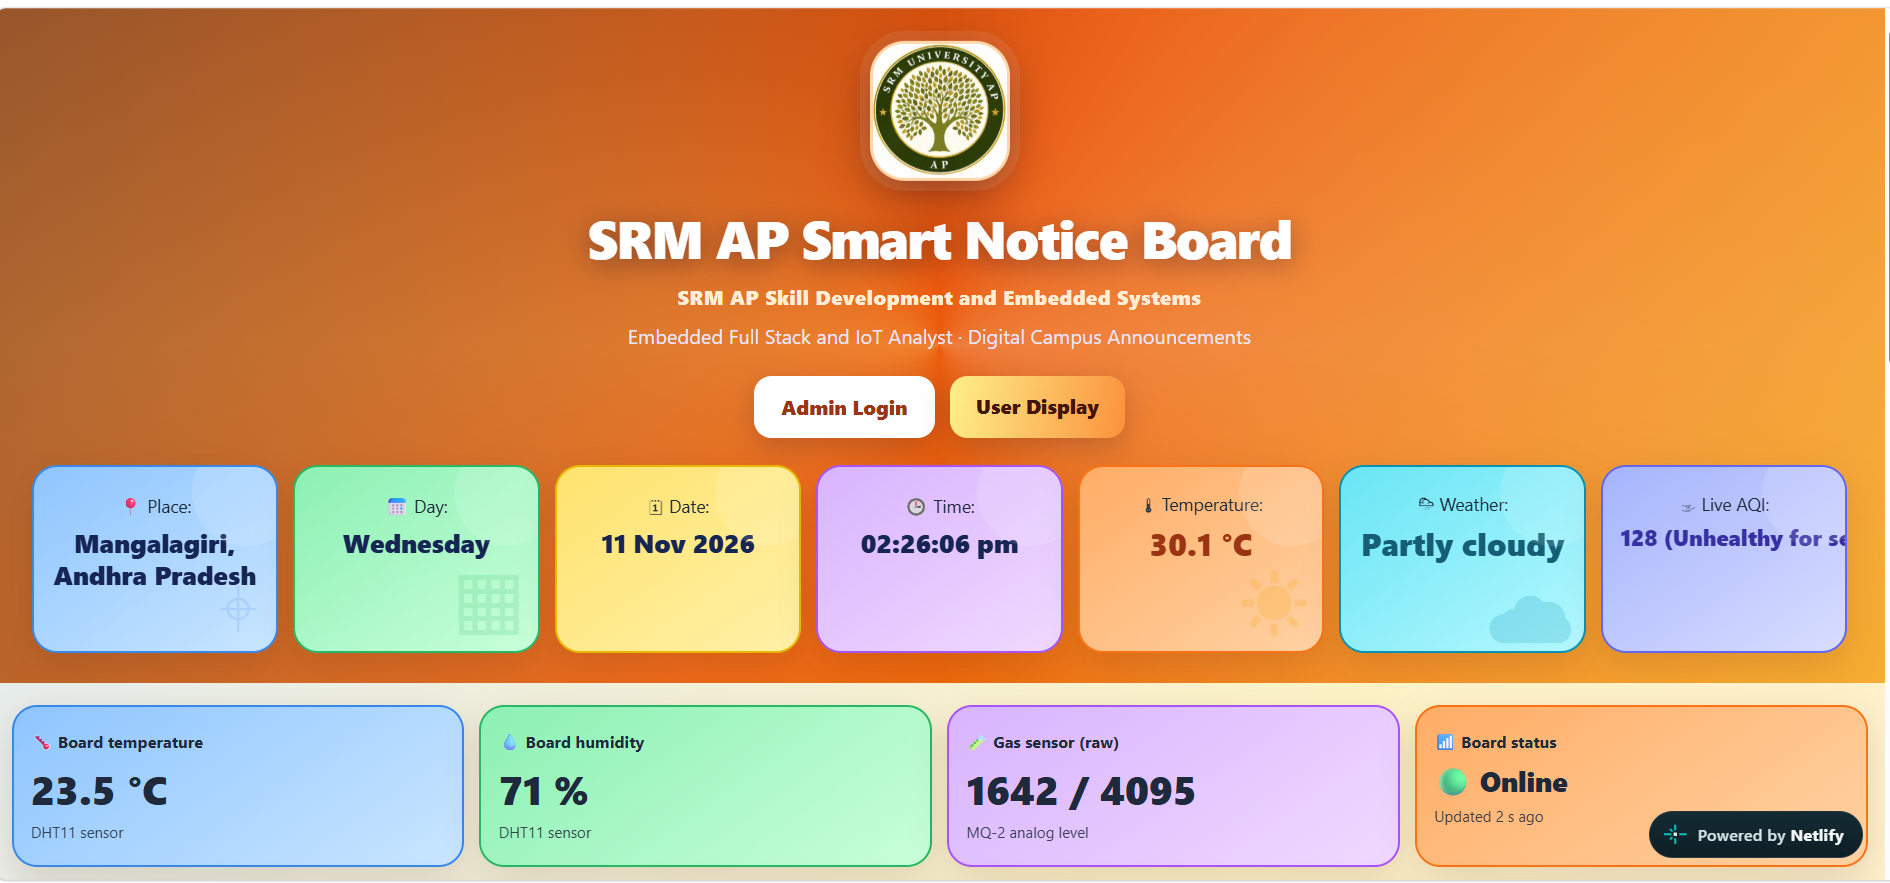 SRM UNIVERSITY AP
AP
SRM AP Smart Notice Board
SRM AP Skill Development and Embedded Systems
Embedded Full Stack and IoT Analyst · Digital Campus Announcements
Admin Login
User Display
Place:
Mangalagiri,
Andhra Pradesh
Day:
Wednesday
Date:
11 Nov 2026
Time:
02:26:06 pm
Temperature:
30.1 °C
Weather:
Partly cloudy
Live AQI:
128 (Unhealthy for se
Board temperature
23.5 °C
DHT11 sensor
Board humidity
71 %
DHT11 sensor
Gas sensor (raw)
1642 / 4095
MQ-2 analog level
Board status
Online
Updated 2 s ago
Powered by Netlify